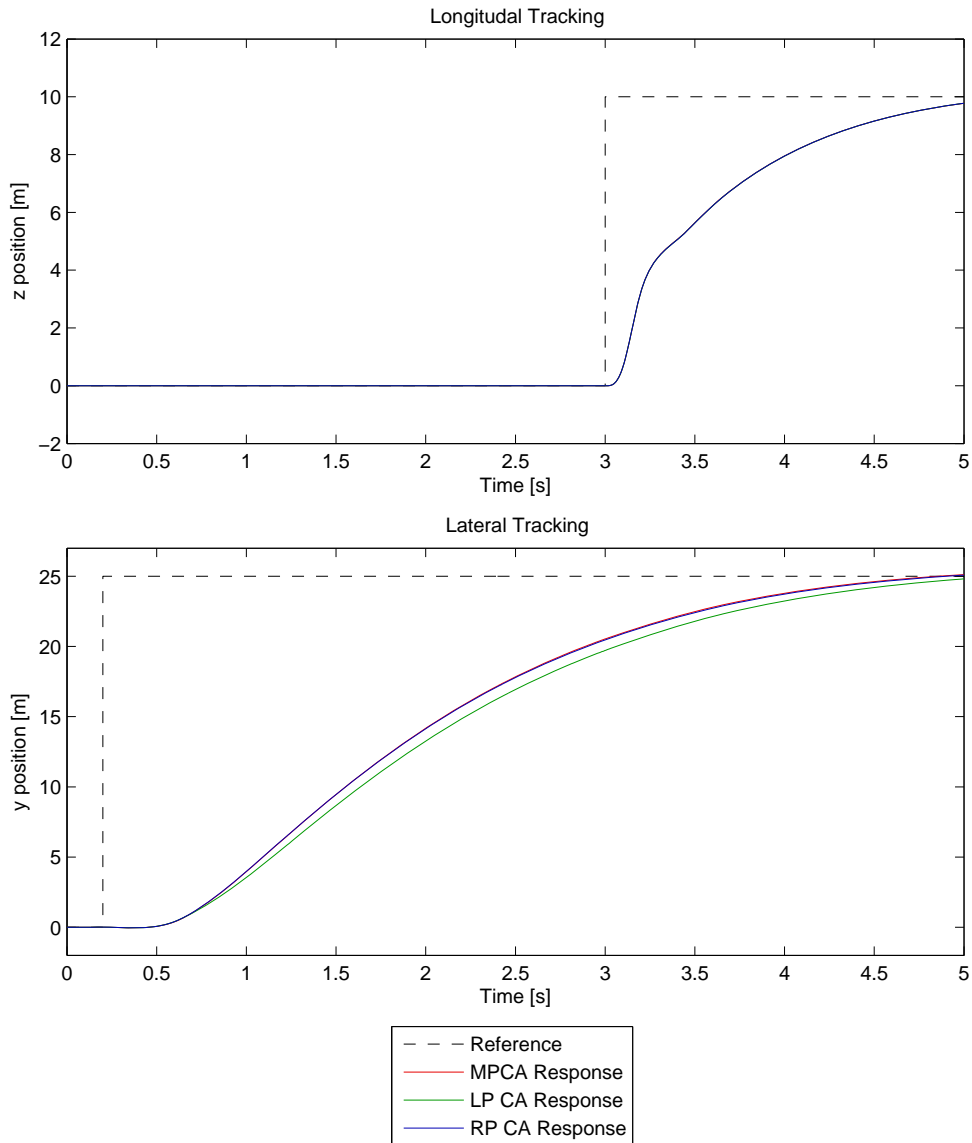 Longitudal Tracking
12
10
8
6
4
2
0
−2
z position [m]
0 0.5 1 1.5 2 2.5 3 3.5 4 4.5 5
Time [s]
Lateral Tracking
25
20
15
10
5
0
y position [m]
0 0.5 1 1.5 2 2.5 3 3.5 4 4.5 5
Time [s]
Reference
MPCA Response
LP CA Response
RP CA Response